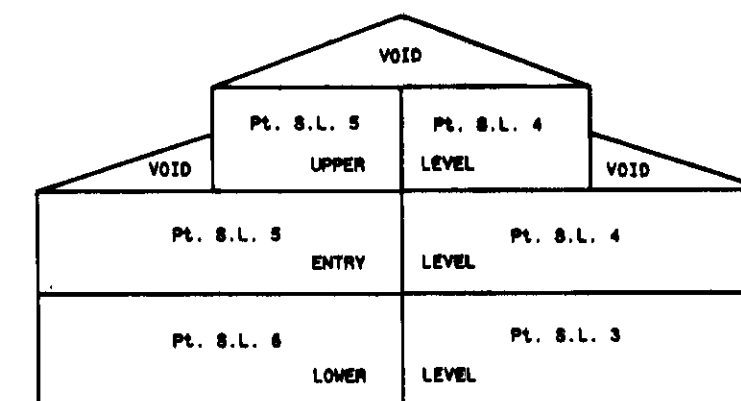 VOID
Pt. S.L. 5 Pt. S.L. 4
UPPER LEVEL
VOID VOID
Pt. S.L. 5 Pt. S.L. 4
ENTRY LEVEL
Pt. S.L. 6 Pt. S.L. 3
LOWER LEVEL